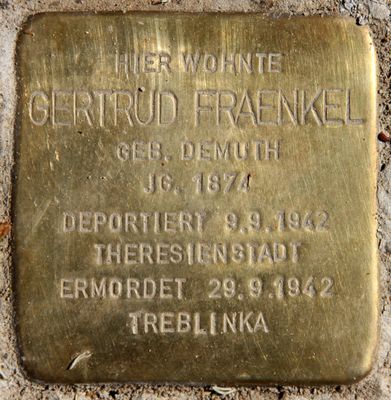 HIER WOHNTE
GERTRUD FRAENKEL
GEB. DEMUTH
JG. 1874
DEPORTIERT 9.9.1942
THERESIENSTADT
ERMORDET 29.9.1942
TREBLINKA